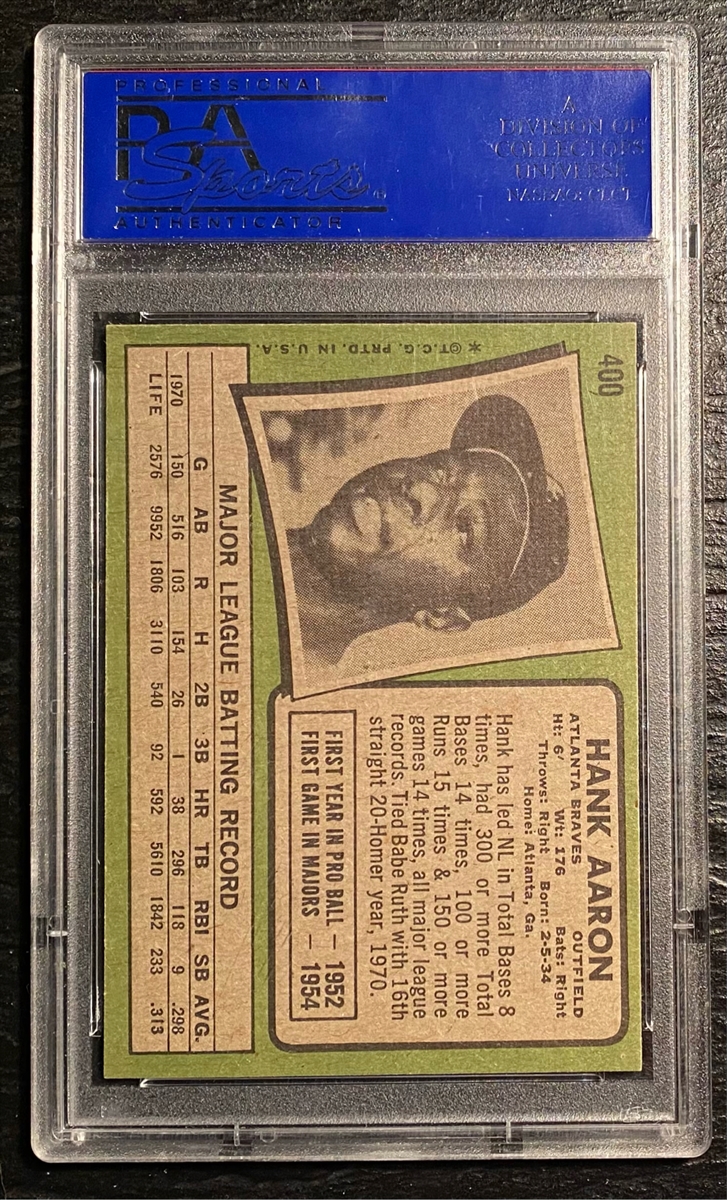 PROFESSIONAL
PSA
Sports
AUTHENTICATOR
A
DIVISION OF
COLLECTORS
UNIVERSE
NASDAQ: CLCT
400
*©T.C.G. PRTD. IN U.S.A.
HANK AARON
ATLANTA BRAVES OUTFIELD
Ht: 6' Wt: 176 Bats: Right
Throws: Right Born: 2-5-34
Home: Atlanta, Ga.
Hank has led NL in Total Bases 8
times, had 300 or more Total
Bases 14 times, 100 or more
Runs 15 times & 150 or more
games 14 times, all major league
records. Tied Babe Ruth with 16th
straight 20-Homer year, 1970.
FIRST YEAR IN PRO BALL — 1952
FIRST GAME IN MAJORS — 1954
MAJOR LEAGUE BATTING RECORD
G AB R H 2B 3B HR TB RBI SB AVG.
1970 150 516 103 154 26 1 38 296 118 9 .298
LIFE 2576 9952 1806 3110 540 92 592 5610 1842 233 .313